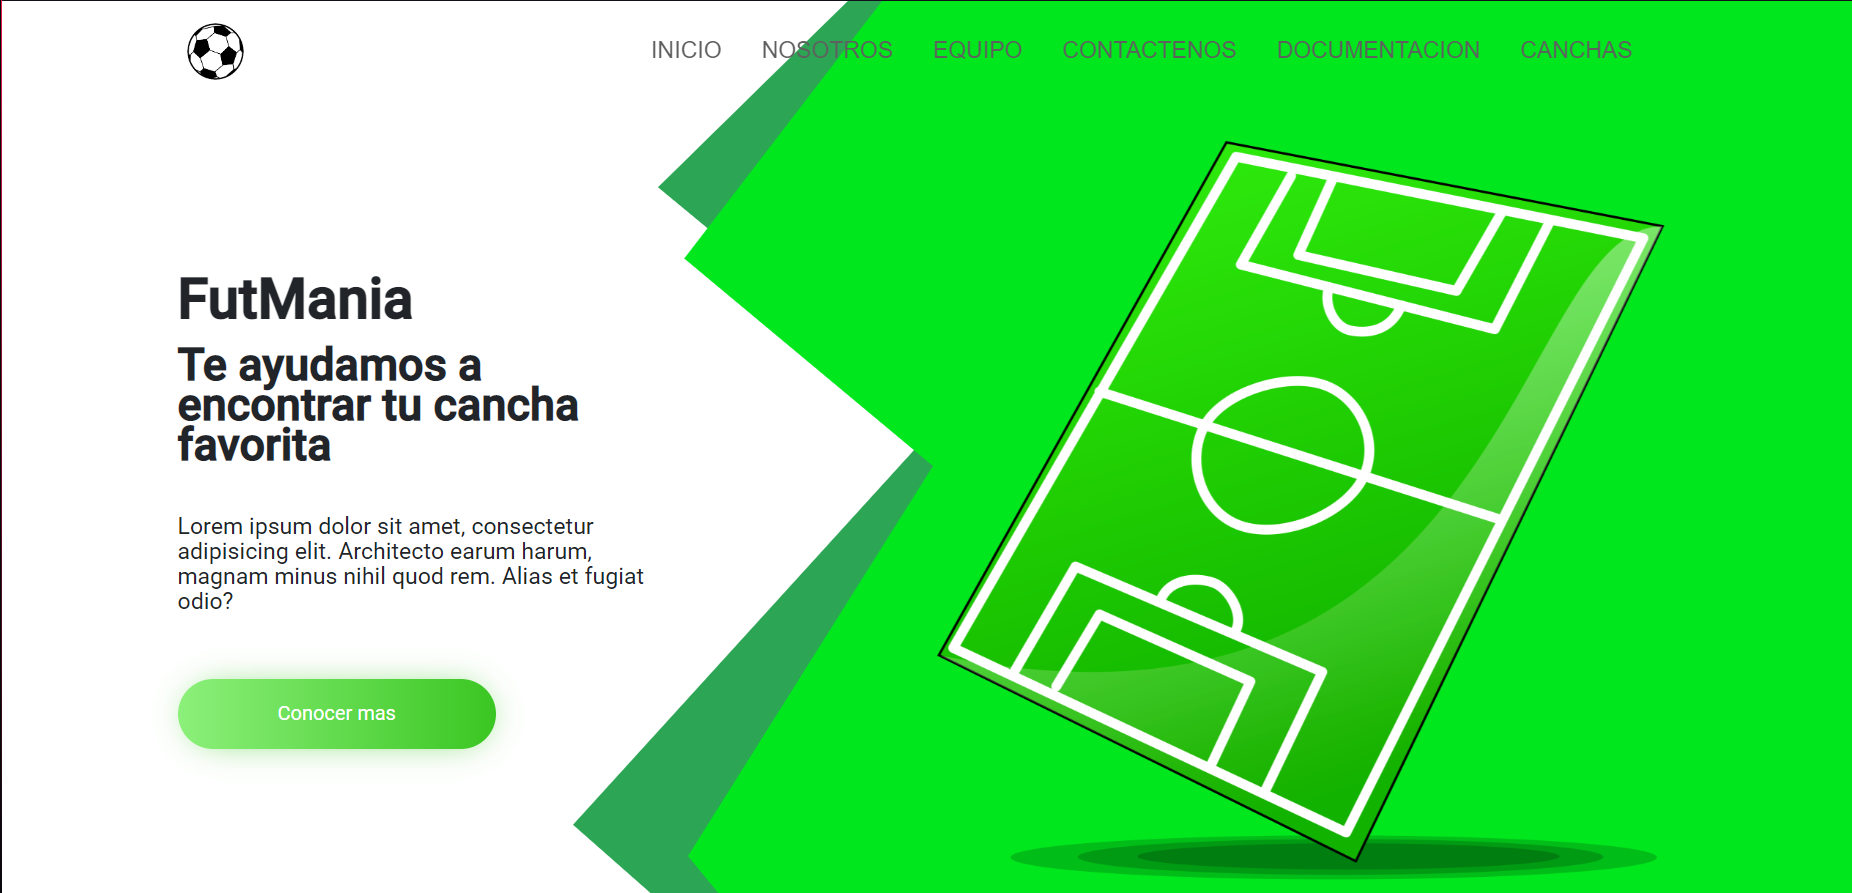 INICIO NOSOTROS EQUIPO CONTACTENOS DOCUMENTACION CANCHAS
FutMania
Te ayudamos a
encontrar tu cancha
favorita
Lorem ipsum dolor sit amet, consectetur
adipisicing elit. Architecto earum harum,
magnam minus nihil quod rem. Alias et fugiat
odio?
Conocer mas